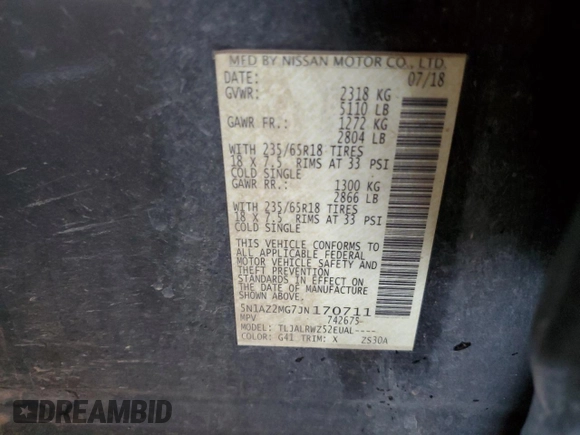 MFD BY NISSAN MOTOR CO., LTD.
DATE: 07/18
GVWR: 2318 KG
5110 LB
GAWR FR.: 1272 KG
2804 LB
WITH 235/65R18 TIRES
18 X 7.5 RIMS AT 33 PSI
COLD SINGLE
GAWR RR.: 1300 KG
2866 LB
WITH 235/65R18 TIRES
18 X 7.5 RIMS AT 33 PSI
COLD SINGLE
THIS VEHICLE CONFORMS TO
ALL APPLICABLE FEDERAL
MOTOR VEHICLE SAFETY AND
THEFT PREVENTION
STANDARDS IN EFFECT ON
THE DATE OF MANUFACTURE
SHOWN ABOVE.
5N1AZ2MG7JN170711
MPV 742675
MODEL: TLJALRWZ52EUAL----
COLOR: G41 TRIM: X ZS30A
DREAMBID